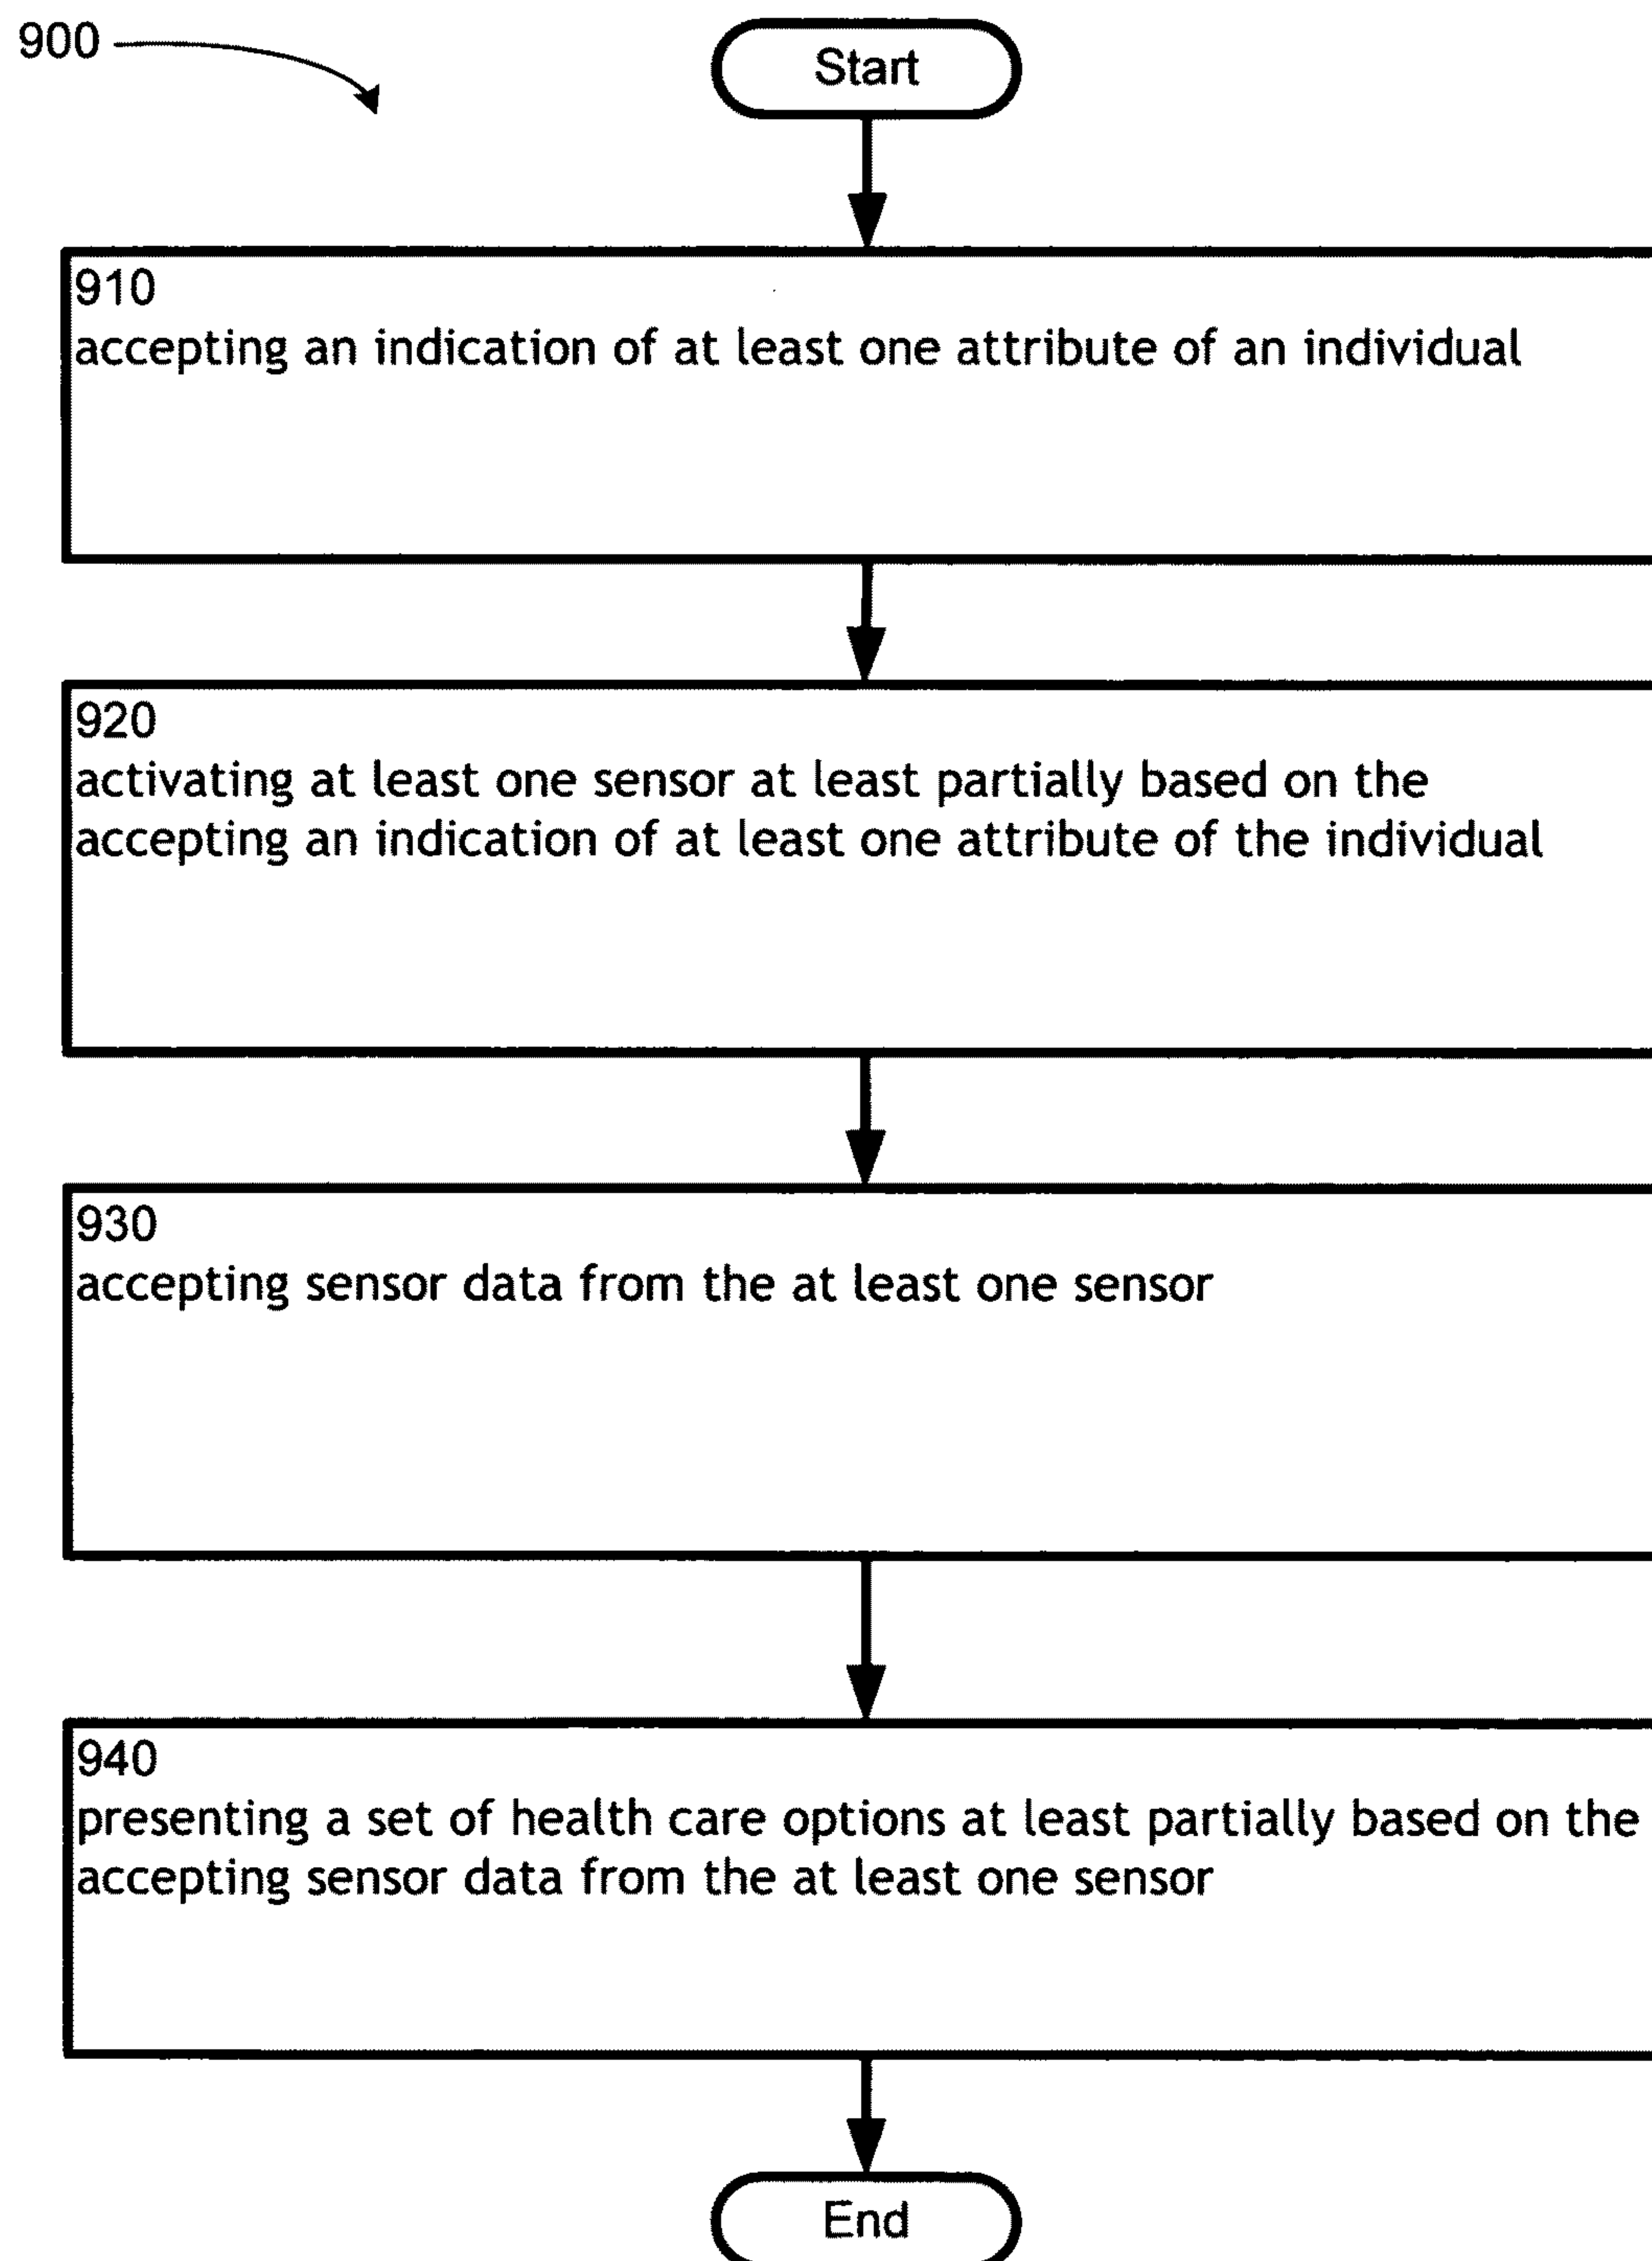 900
Start
910
accepting an indication of at least one attribute of an individual
920
activating at least one sensor at least partially based on the
accepting an indication of at least one attribute of the individual
930
accepting sensor data from the at least one sensor
940
presenting a set of health care options at least partially based on the
accepting sensor data from the at least one sensor
End